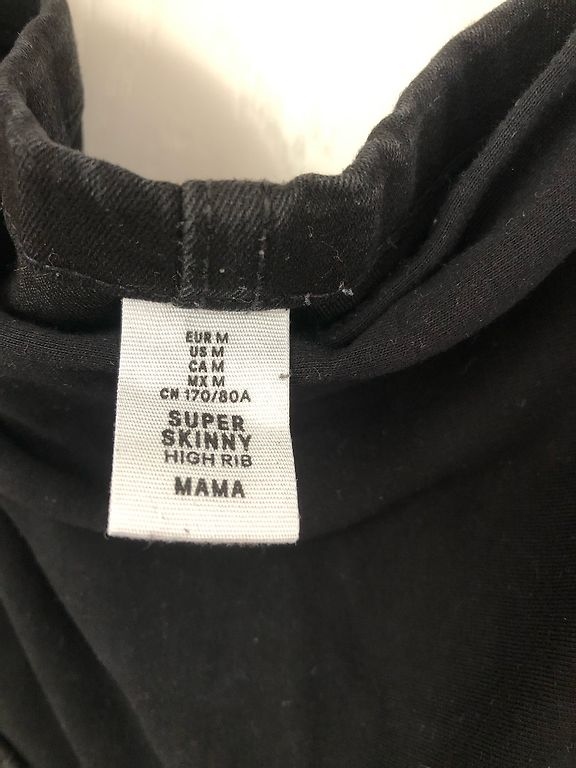 EUR M
US M
CA M
MX M
CN 170/80A
SUPER
SKINNY
HIGH RIB
MAMA